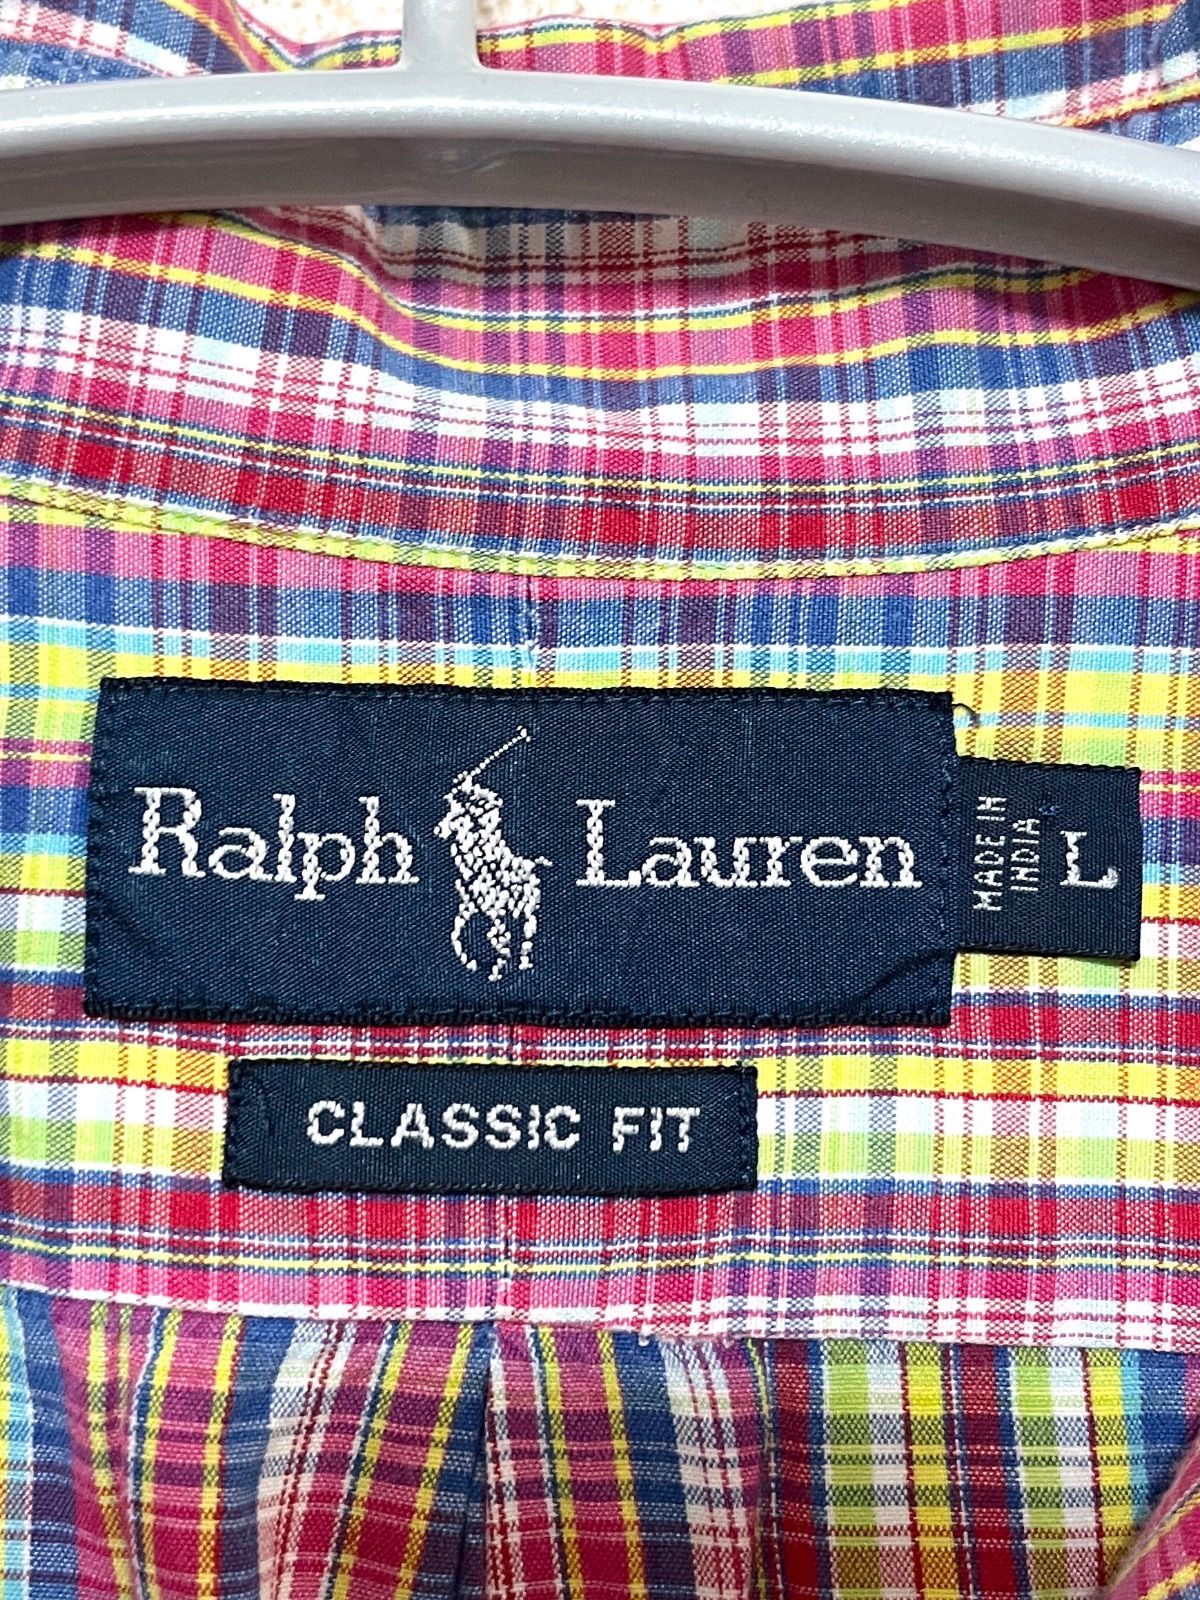 Ralph Lauren
MADE IN
INDIA
L
CLASSIC FIT